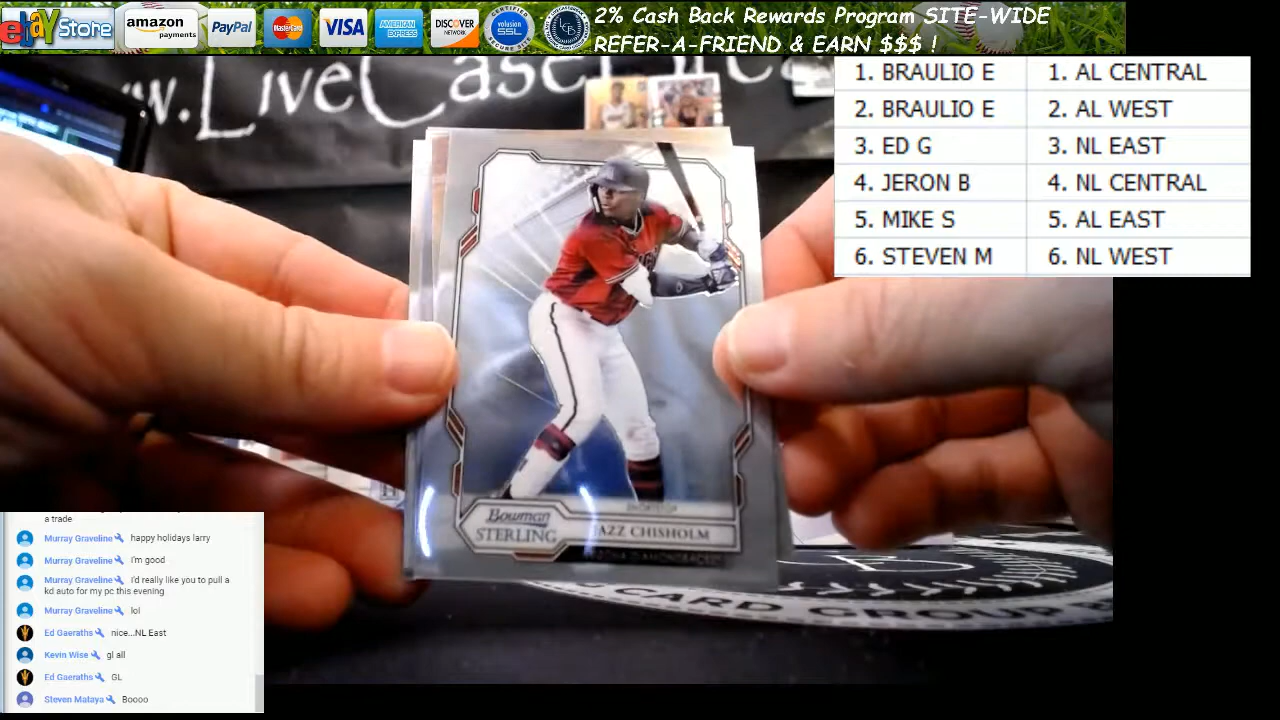 ebay Store
amazon payments
PayPal
MasterCard
VISA
AMERICAN EXPRESS
DISCOVER NETWORK
CERTIFIED volusion SSL SECURE SITE
2% Cash Back Rewards Program SITE-WIDE
REFER-A-FRIEND & EARN $$$ !
1. BRAULIO E 1. AL CENTRAL
2. BRAULIO E 2. AL WEST
3. ED G 3. NL EAST
4. JERON B 4. NL CENTRAL
5. MIKE S 5. AL EAST
6. STEVEN M 6. NL WEST
Bowman
STERLING
JAZZ CHISHOLM
CARD GROUP
a trade
Murray Graveline happy holidays larry
Murray Graveline I'm good
Murray Graveline I'd really like you to pull a
kd auto for my pc this evening
Murray Graveline lol
Ed Gaeraths nice...NL East
Kevin Wise gl all
Ed Gaeraths GL
Steven Mataya Boooo